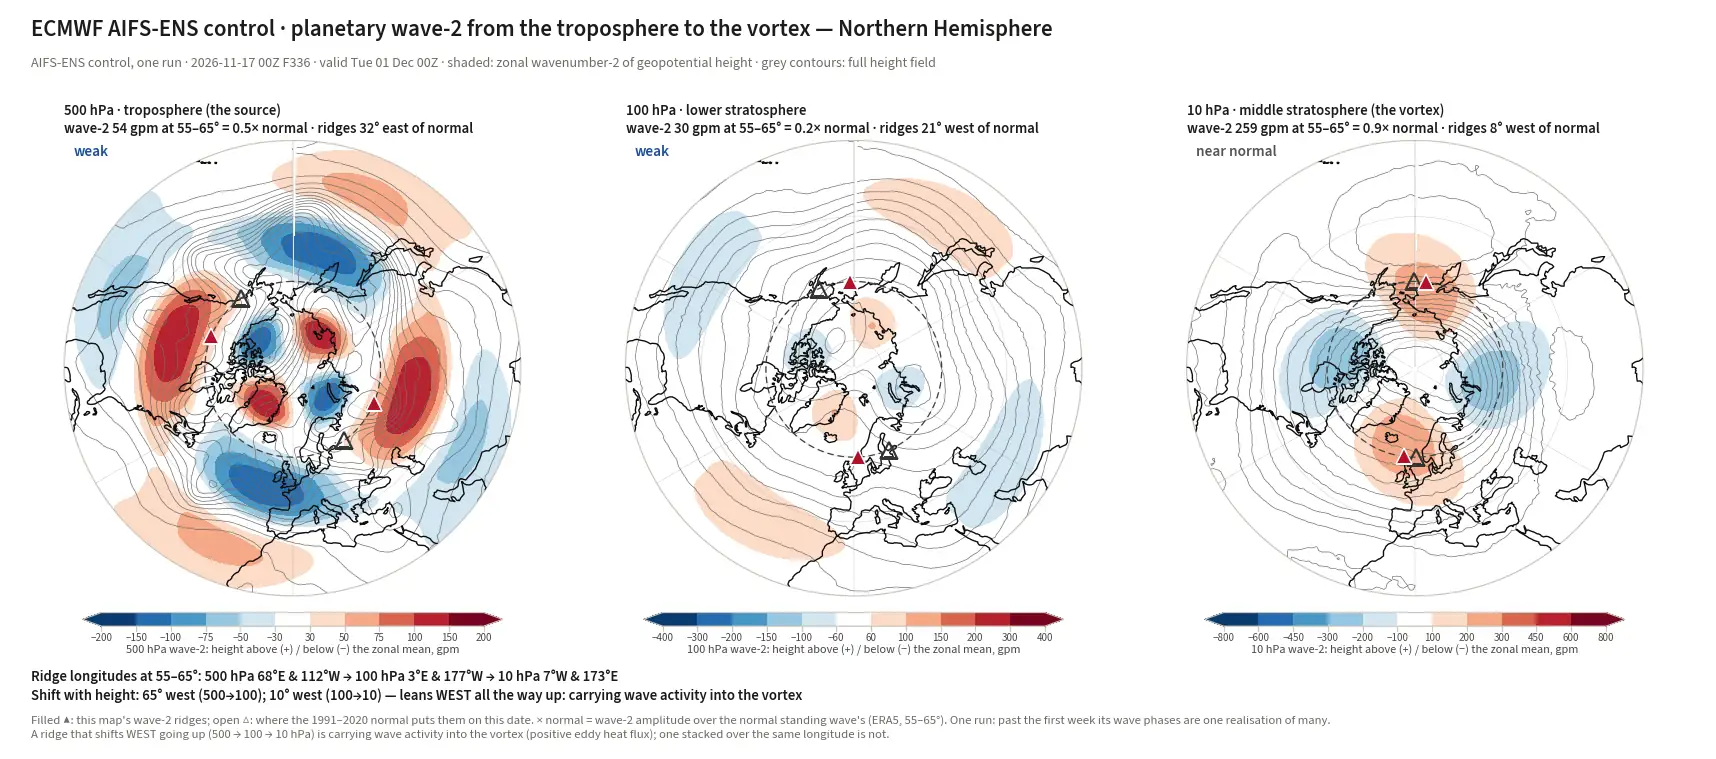 ECMWF AIFS-ENS control · planetary wave-2 from the troposphere to the vortex — Northern Hemisphere
AIFS-ENS control, one run · 2026-11-17 00Z F336 · valid Tue 01 Dec 00Z · shaded: zonal wavenumber-2 of geopotential height · grey contours: full height field
500 hPa · troposphere (the source)
wave-2 54 gpm at 55–65° = 0.5× normal · ridges 32° east of normal
weak
100 hPa · lower stratosphere
wave-2 30 gpm at 55–65° = 0.2× normal · ridges 21° west of normal
weak
10 hPa · middle stratosphere (the vortex)
wave-2 259 gpm at 55–65° = 0.9× normal · ridges 8° west of normal
near normal
−200 −150 −100 −75 −50 −30 30 50 75 100 150 200
500 hPa wave-2: height above (+) / below (−) the zonal mean, gpm
−400 −300 −200 −150 −100 −60 60 100 150 200 300 400
100 hPa wave-2: height above (+) / below (−) the zonal mean, gpm
−800 −600 −450 −300 −200 −100 100 200 300 450 600 800
10 hPa wave-2: height above (+) / below (−) the zonal mean, gpm
Ridge longitudes at 55–65°: 500 hPa 68°E & 112°W → 100 hPa 3°E & 177°W → 10 hPa 7°W & 173°E
Shift with height: 65° west (500→100); 10° west (100→10) — leans WEST all the way up: carrying wave activity into the vortex
Filled ▲: this map's wave-2 ridges; open △: where the 1991–2020 normal puts them on this date. × normal = wave-2 amplitude over the normal standing wave's (ERA5, 55–65°). One run: past the first week its wave phases are one realisation of many.
A ridge that shifts WEST going up (500 → 100 → 10 hPa) is carrying wave activity into the vortex (positive eddy heat flux); one stacked over the same longitude is not.